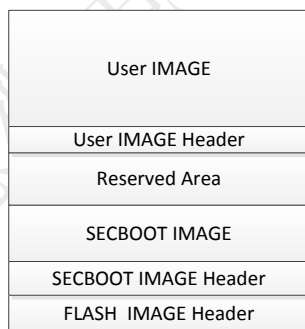 User IMAGE
User IMAGE Header
Reserved Area
SECBOOT IMAGE
SECBOOT IMAGE Header
FLASH  IMAGE Header